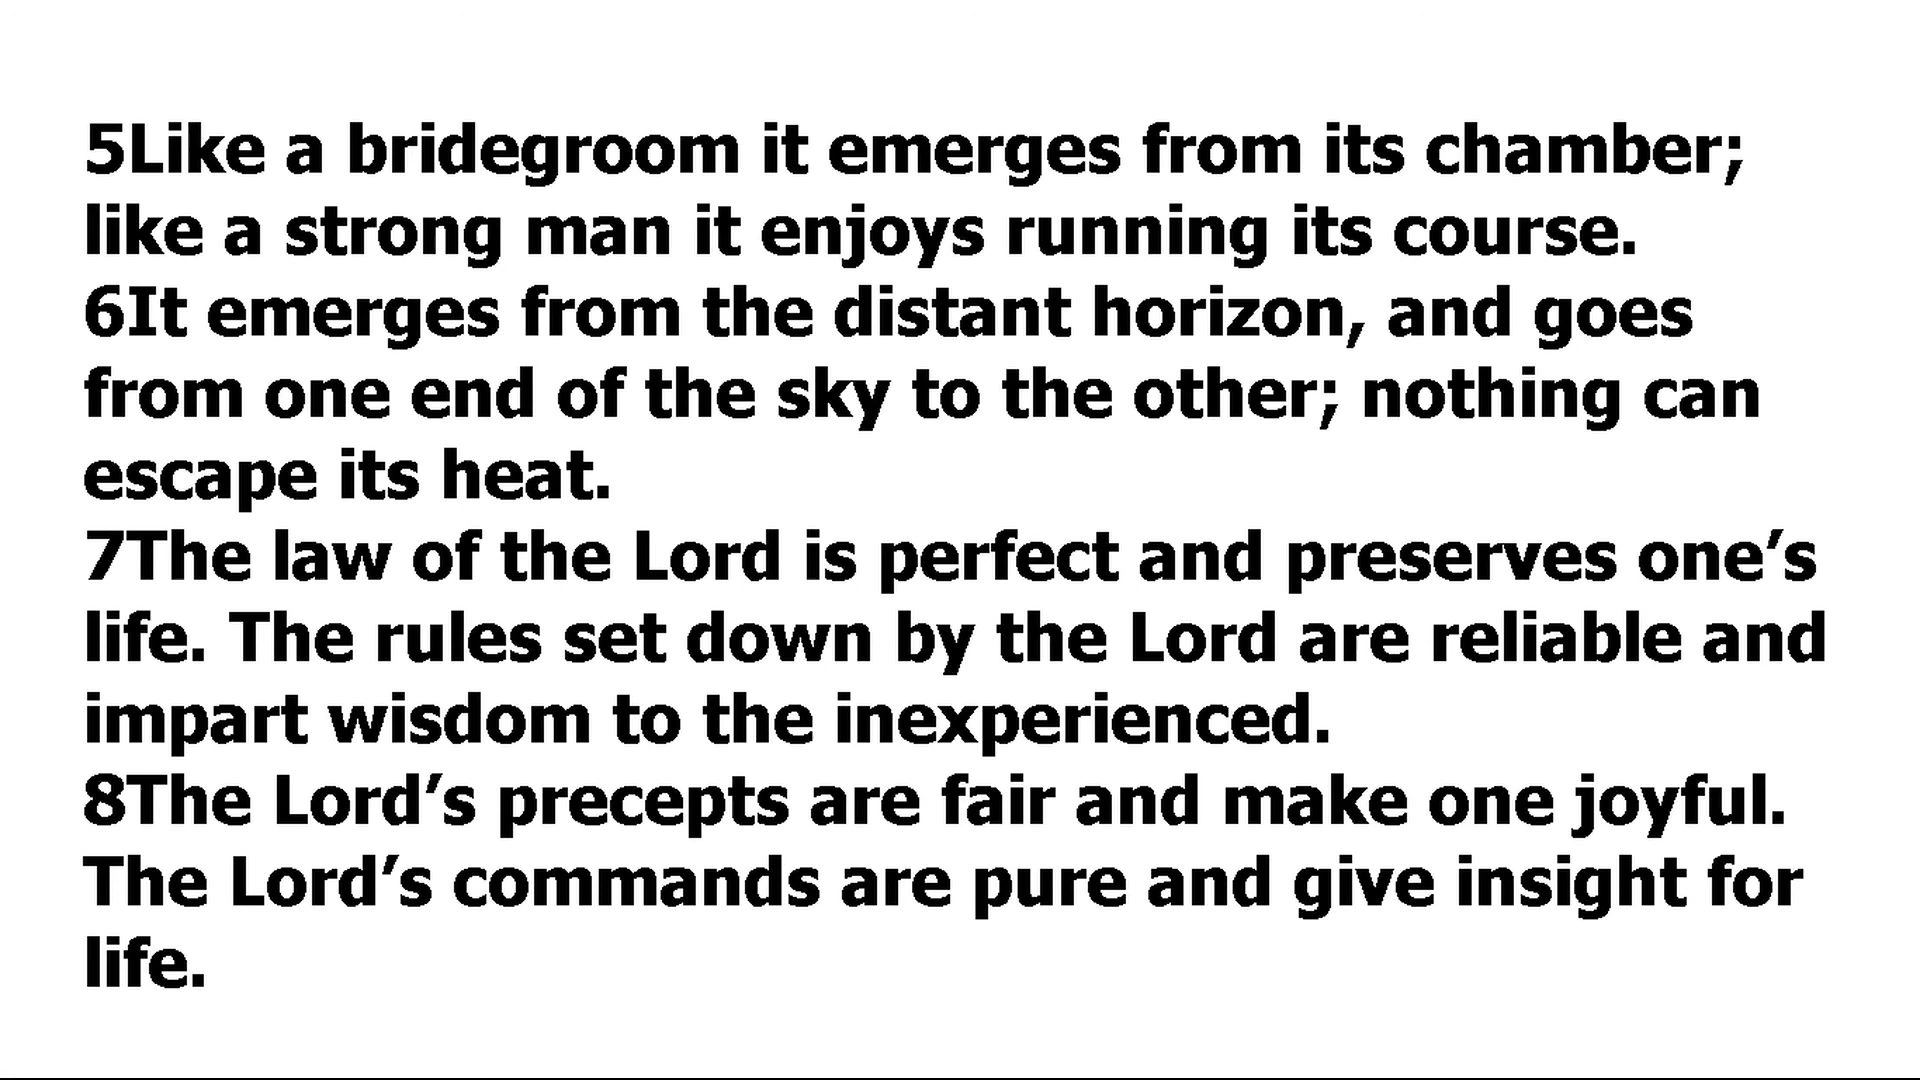 5Like a bridegroom it emerges from its chamber;
like a strong man it enjoys running its course.
6It emerges from the distant horizon, and goes
from one end of the sky to the other; nothing can
escape its heat.
7The law of the Lord is perfect and preserves one’s
life. The rules set down by the Lord are reliable and
impart wisdom to the inexperienced.
8The Lord’s precepts are fair and make one joyful.
The Lord’s commands are pure and give insight for
life.